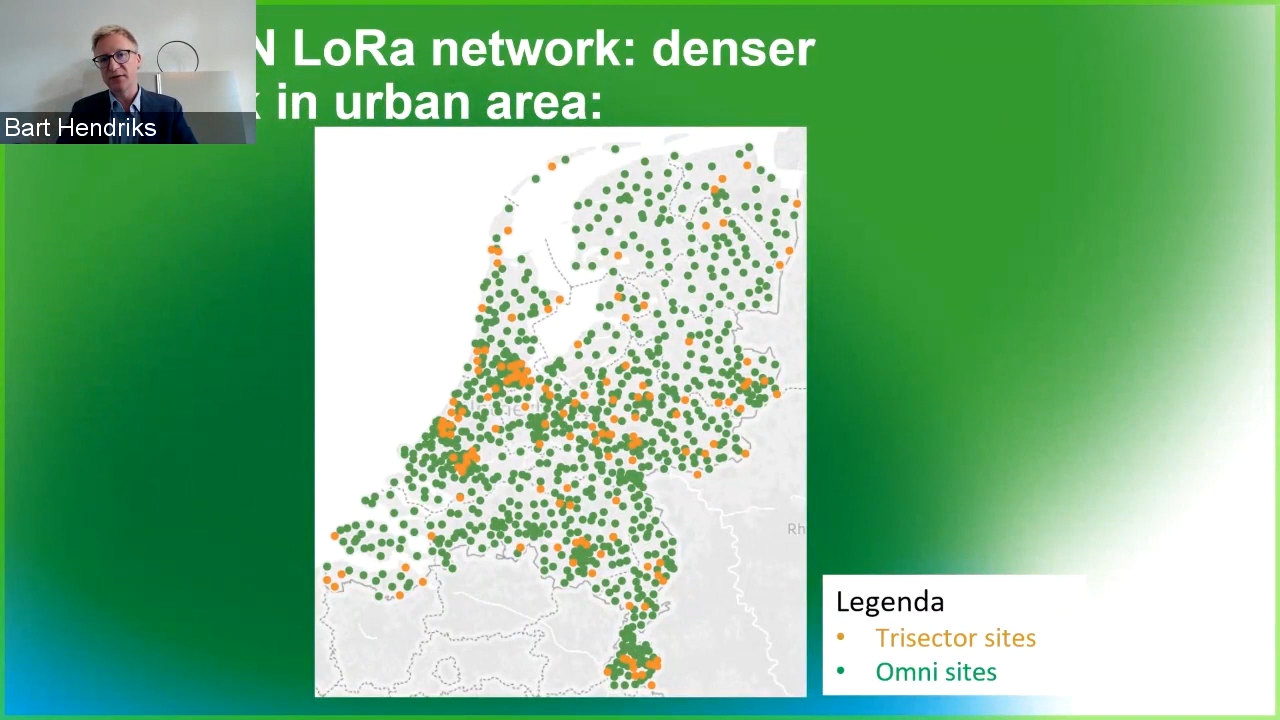 N LoRa network: denser
in urban area:
Bart Hendriks
Legenda
• Trisector sites
• Omni sites